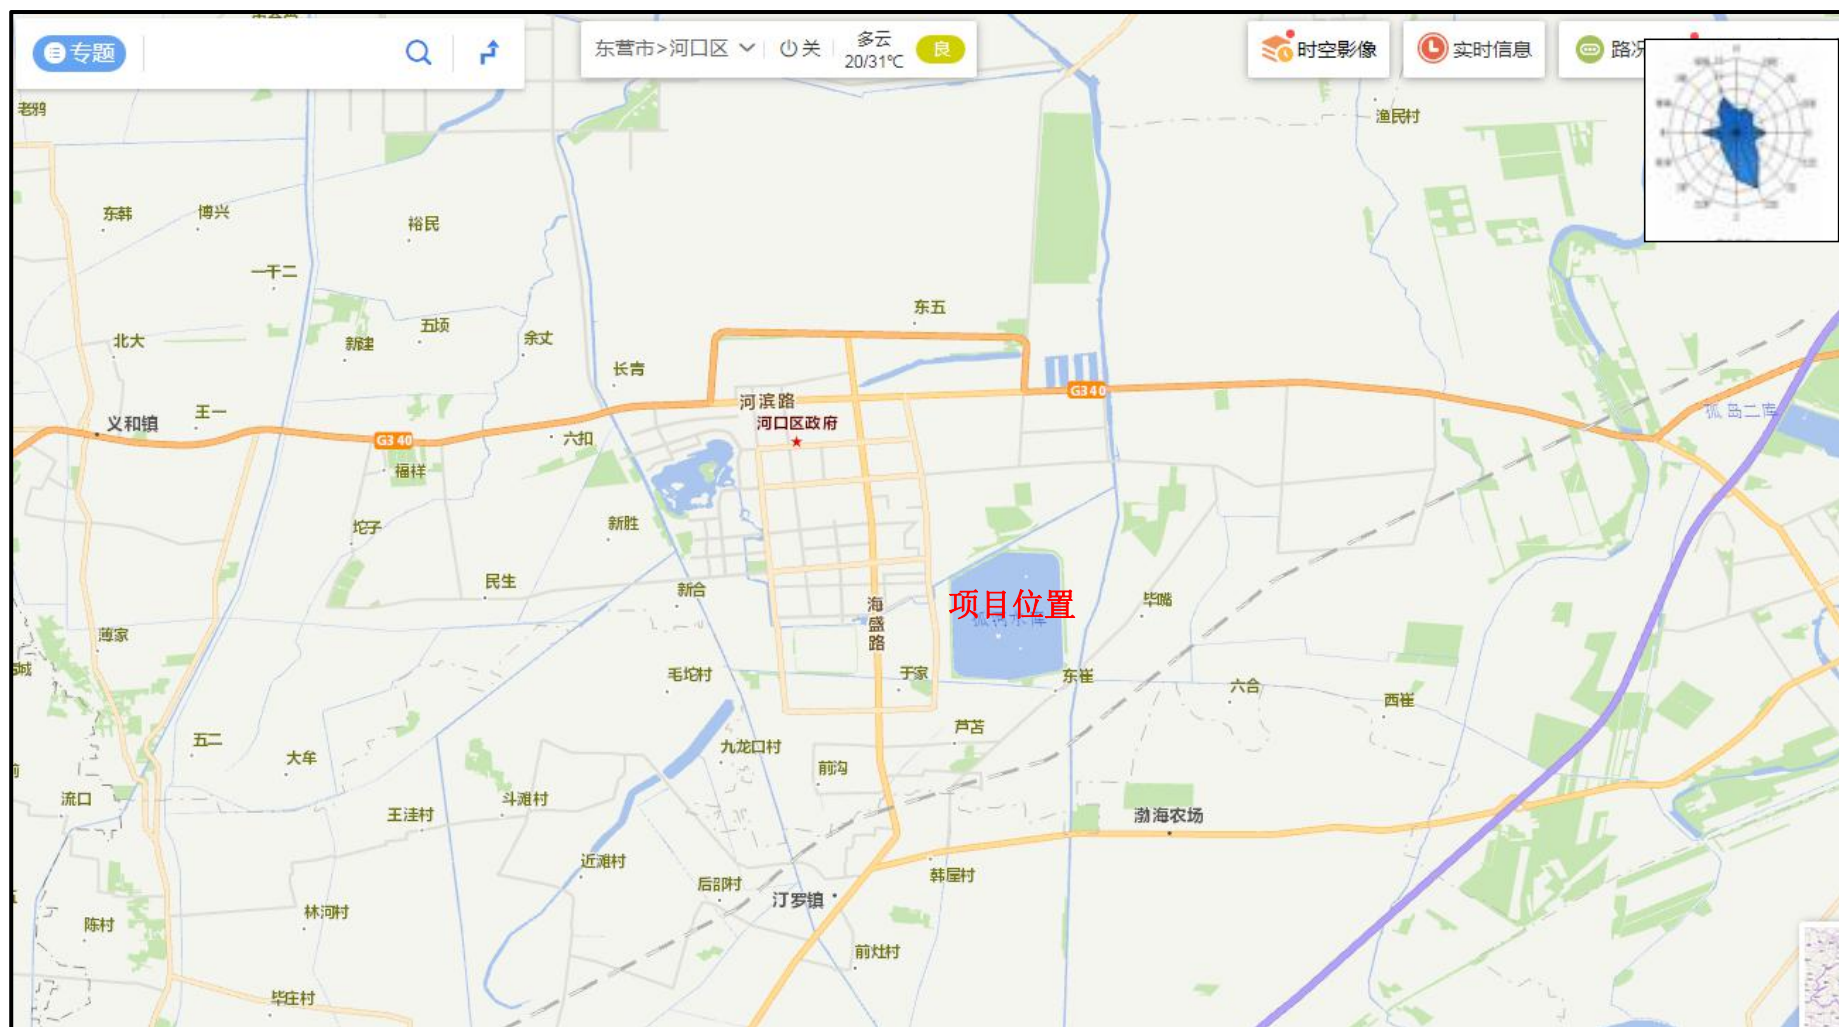 专题
东营市>河口区
关
多云
20/31℃
良
时空影像
实时信息
路况
老鸦
渔民村
东韩
博兴
裕民
一千二
东五
北大
新建
五顷
余丈
长青
G340
河滨路
孤岛二库
义和镇
王一
河口区政府
G340
六扣
福祥
坨子
新胜
民生
新合
海盛路
项目位置
毕嘴
薄家
城
毛坨村
于家
东崔
六合
西崔
五二
大牟
九龙口村
芦苫
前沟
流口
王洼村
斗滩村
渤海农场
近滩村
后邵村
韩屋村
汀罗镇
陈村
林河村
前灶村
毕庄村